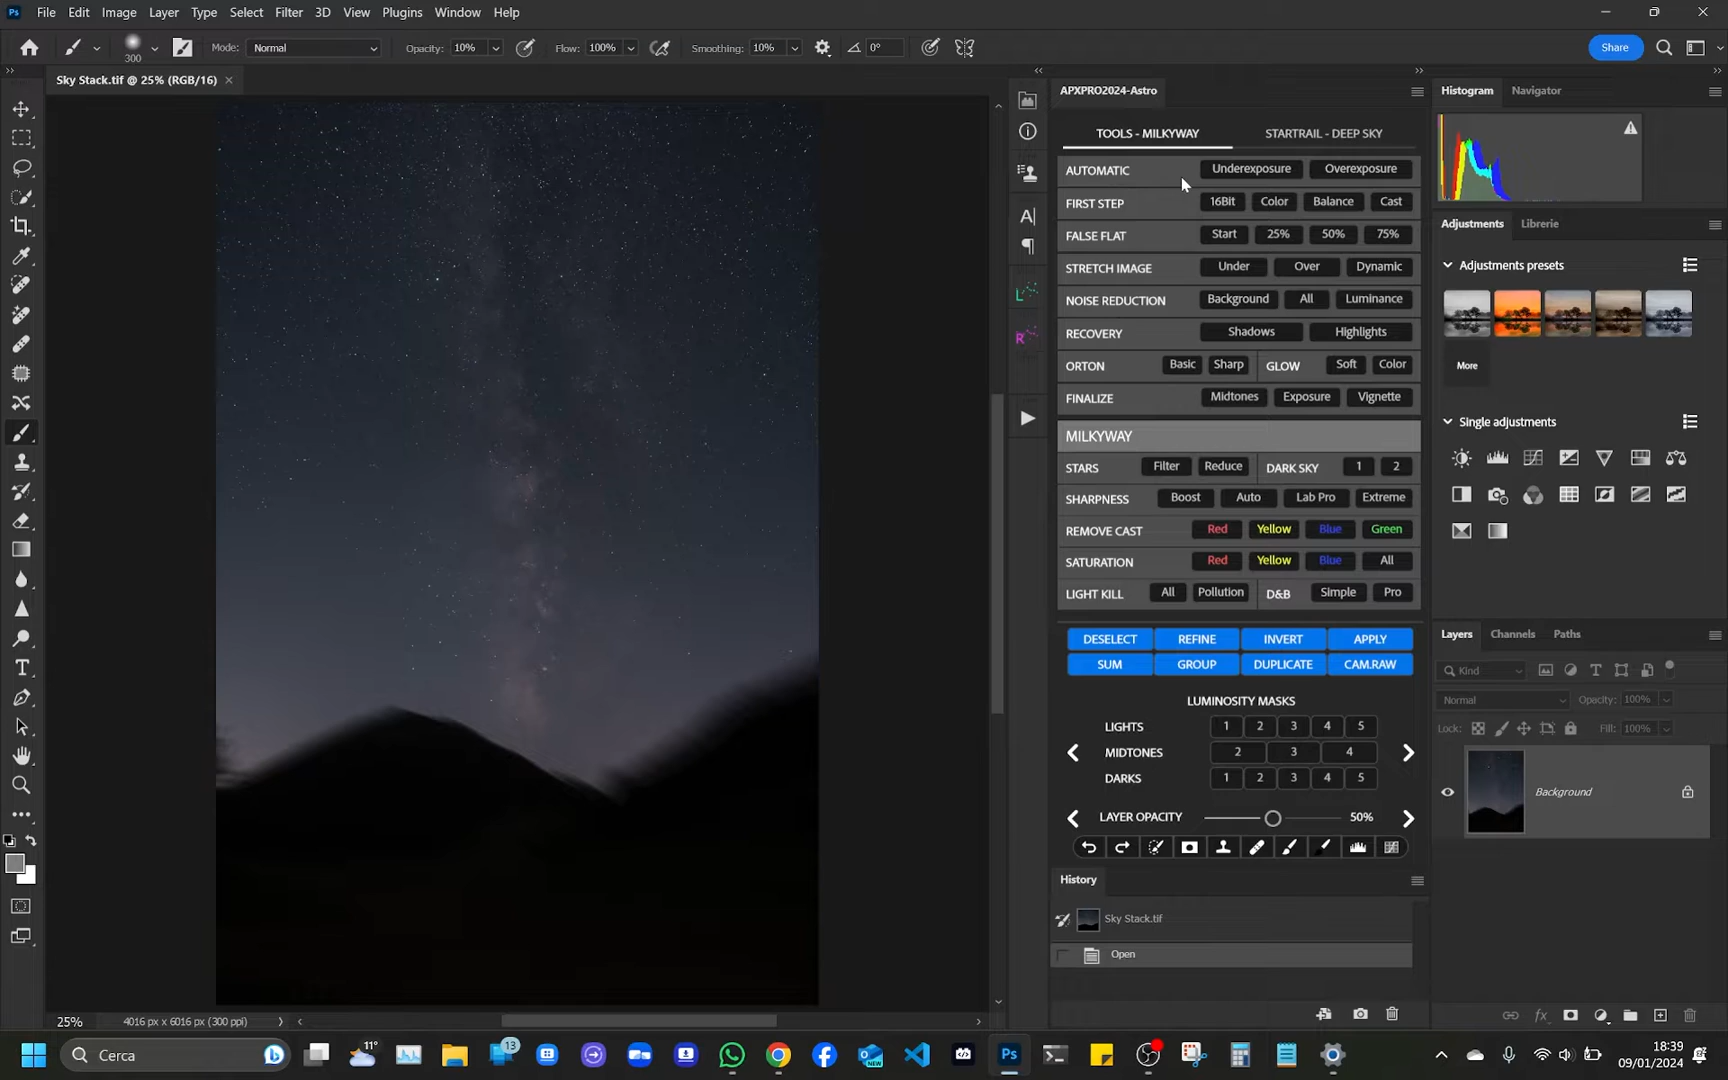 Ps File Edit Image Layer Type Select Filter 3D View Plugins Window Help
300 Mode: Normal Opacity: 10% Flow: 100% Smoothing: 10% 0° Share
Sky Stack.tif @ 25% (RGB/16)
APXPRO2024-Astro
Histogram Navigator
TOOLS - MILKYWAY STARTRAIL - DEEP SKY
AUTOMATIC Underexposure Overexposure
FIRST STEP 16Bit Color Balance Cast
FALSE FLAT Start 25% 50% 75%
STRETCH IMAGE Under Over Dynamic
NOISE REDUCTION Background All Luminance
RECOVERY Shadows Highlights
ORTON Basic Sharp GLOW Soft Color
FINALIZE Midtones Exposure Vignette
MILKYWAY
STARS Filter Reduce DARK SKY 1 2
SHARPNESS Boost Auto Lab Pro Extreme
REMOVE CAST Red Yellow Blue Green
SATURATION Red Yellow Blue All
LIGHT KILL All Pollution D&B Simple Pro
DESELECT REFINE INVERT APPLY
SUM GROUP DUPLICATE CAM.RAW
LUMINOSITY MASKS
LIGHTS 1 2 3 4 5
MIDTONES 2 3 4
DARKS 1 2 3 4 5
LAYER OPACITY 50%
History
Sky Stack.tif
Open
Adjustments Librerie
Adjustments presets
More
Single adjustments
Layers Channels Paths
Kind
Normal Opacity: 100%
Lock: Fill: 100%
Background
25% 4016 px x 6016 px (300 ppi)
Cerca 11° 13 NEW Ps 18:39
09/01/2024